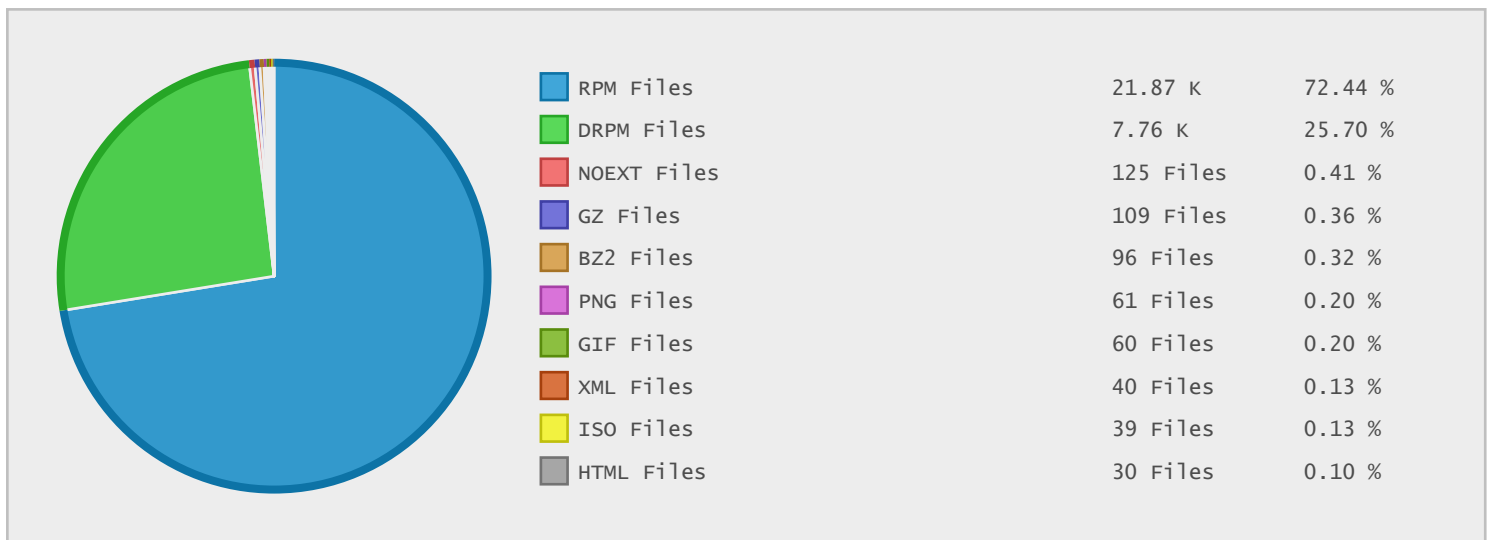 RPM Files 21.87 K 72.44 %
DRPM Files 7.76 K 25.70 %
NOEXT Files 125 Files 0.41 %
GZ Files 109 Files 0.36 %
BZ2 Files 96 Files 0.32 %
PNG Files 61 Files 0.20 %
GIF Files 60 Files 0.20 %
XML Files 40 Files 0.13 %
ISO Files 39 Files 0.13 %
HTML Files 30 Files 0.10 %